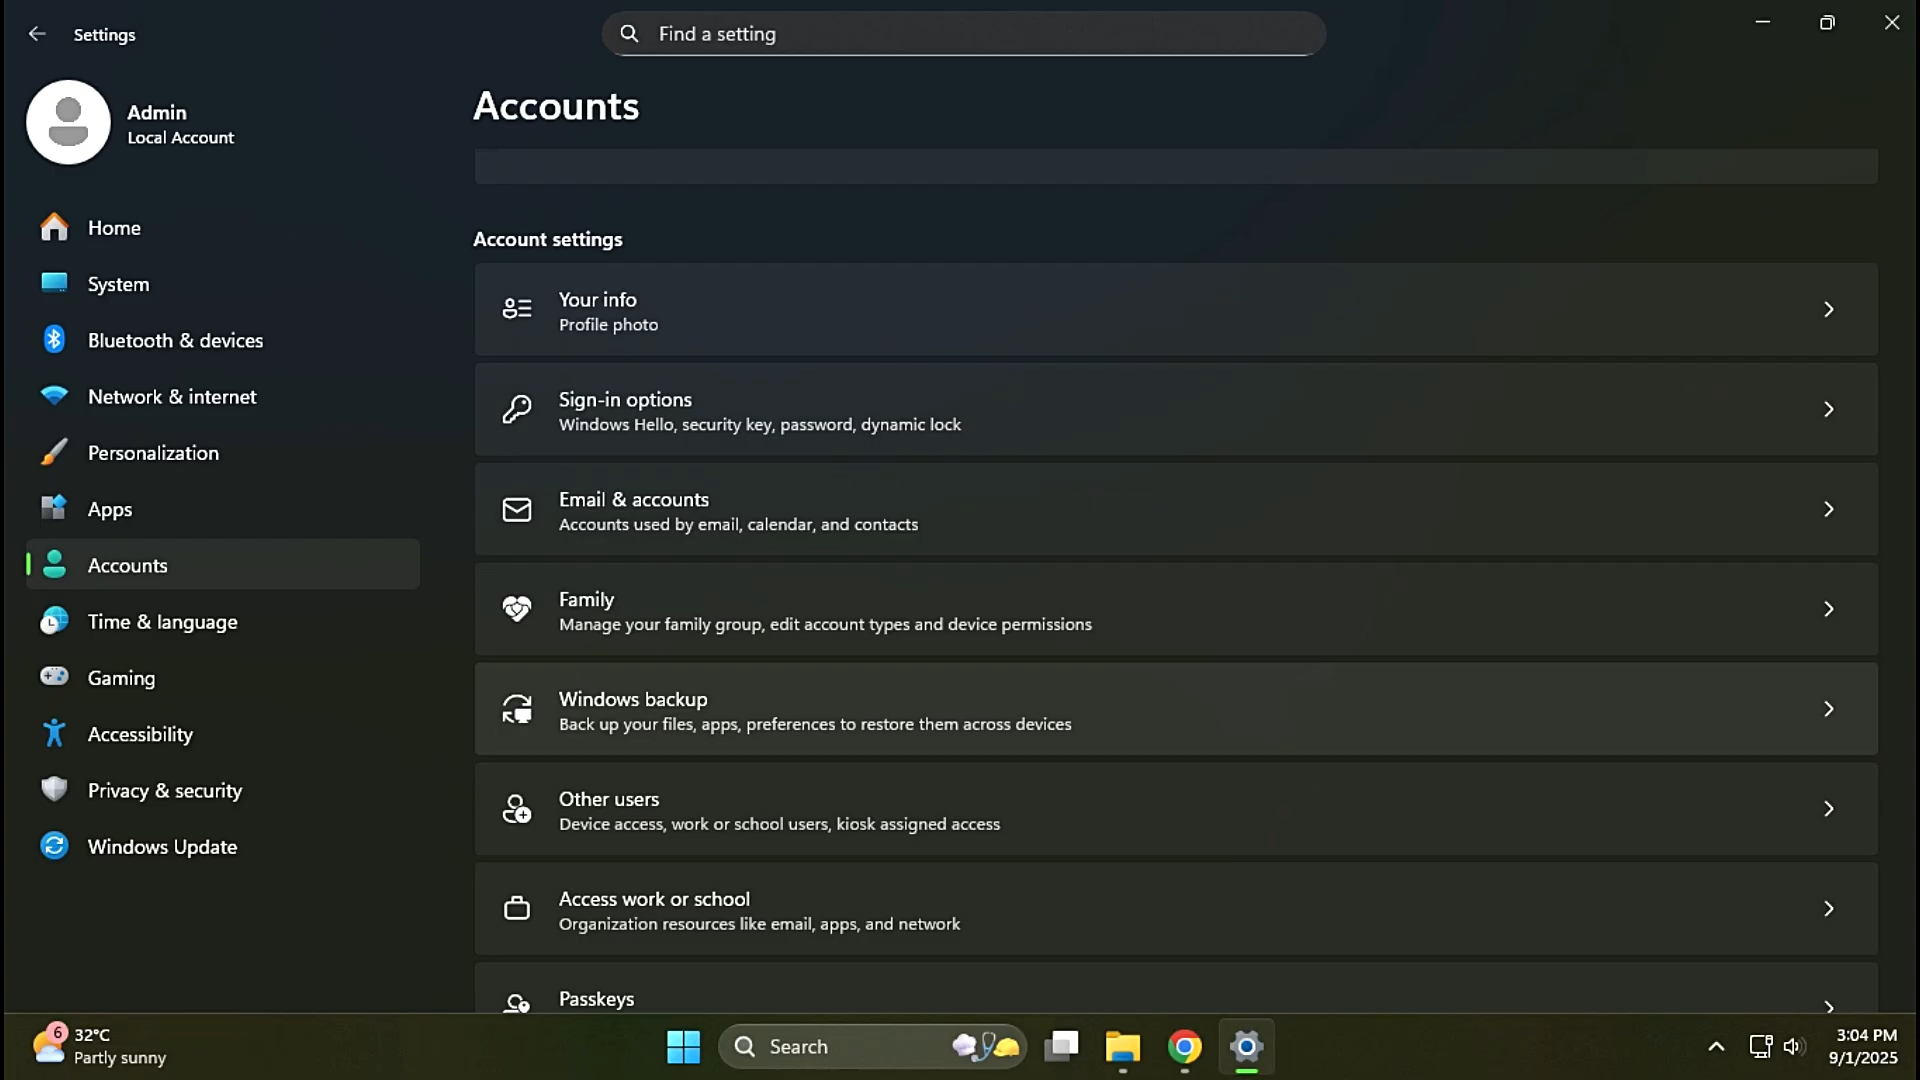 Settings
Find a setting
Admin
Local Account
Home
System
Bluetooth & devices
Network & internet
Personalization
Apps
Accounts
Time & language
Gaming
Accessibility
Privacy & security
Windows Update
Accounts
Account settings
Your info
Profile photo
Sign-in options
Windows Hello, security key, password, dynamic lock
Email & accounts
Accounts used by email, calendar, and contacts
Family
Manage your family group, edit account types and device permissions
Windows backup
Back up your files, apps, preferences to restore them across devices
Other users
Device access, work or school users, kiosk assigned access
Access work or school
Organization resources like email, apps, and network
Passkeys
6
32°C
Partly sunny
Search
3:04 PM
9/1/2025